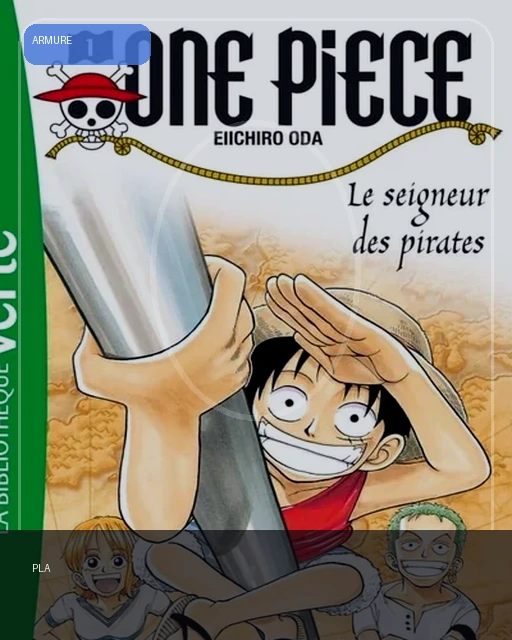 ARMURE
1
ONE PIECE
EIICHIRO ODA
Le seigneur
des pirates
LA BIBLIOTHÈQUE
verte
PLA